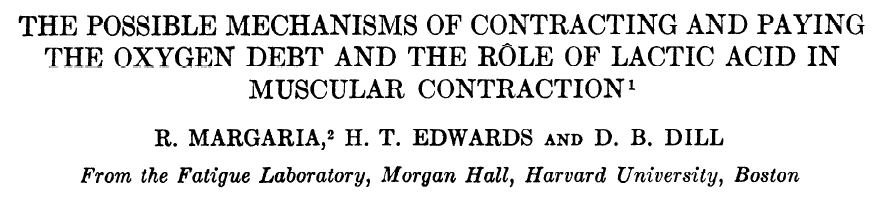 THE POSSIBLE MECHANISMS OF CONTRACTING AND PAYING
THE OXYGEN DEBT AND THE RÔLE OF LACTIC ACID IN
MUSCULAR CONTRACTION¹
R. MARGARIA,² H. T. EDWARDS AND D. B. DILL
From the Fatigue Laboratory, Morgan Hall, Harvard University, Boston